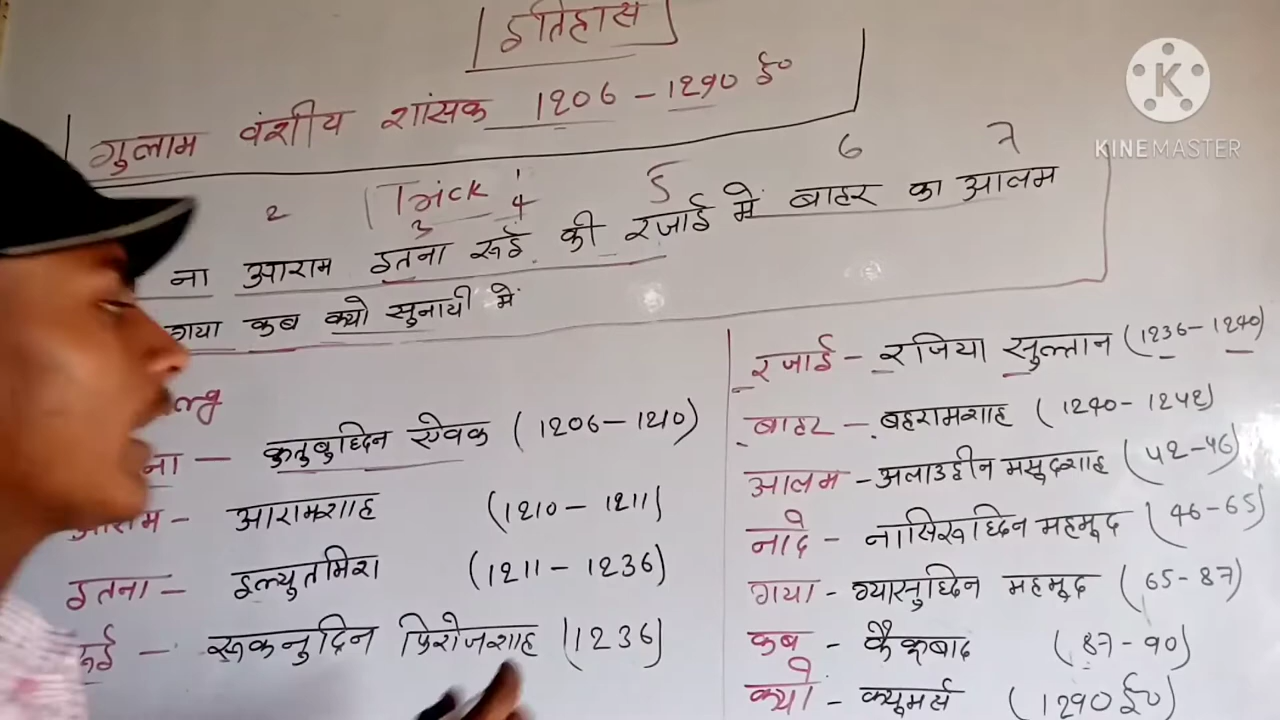 इतिहास
गुलाम वंशीय शांसक 1206 - 1290 ई०
KINEMASTER
Trick
1 2 3 4 5 6 7
ना आराम इतना रूई की रजाई में बाहर का आलम
गया कब क्यो सुनायी में
ना - कुतुबुध्दिन ऐवक (1206-1210)
आराम - आरामशाह (1210-1211)
इतना - इल्युतमिश (1211-1236)
रूई - रूकनुदिन फिरोजशाह (1236)
रजाई - रजिया सुल्तान (1236-1240)
बाहर - बहरामशाह (1240-1242)
आलम - अलाउद्दीन मसुदशाह (42-46)
नादे - नासिरूध्दिन महमूद (46-65)
गया - ग्यासुध्दिन महमूद (65-87)
कब - कैकुबाद (87-90)
क्यो - क्यूमर्स (1290 ई०)